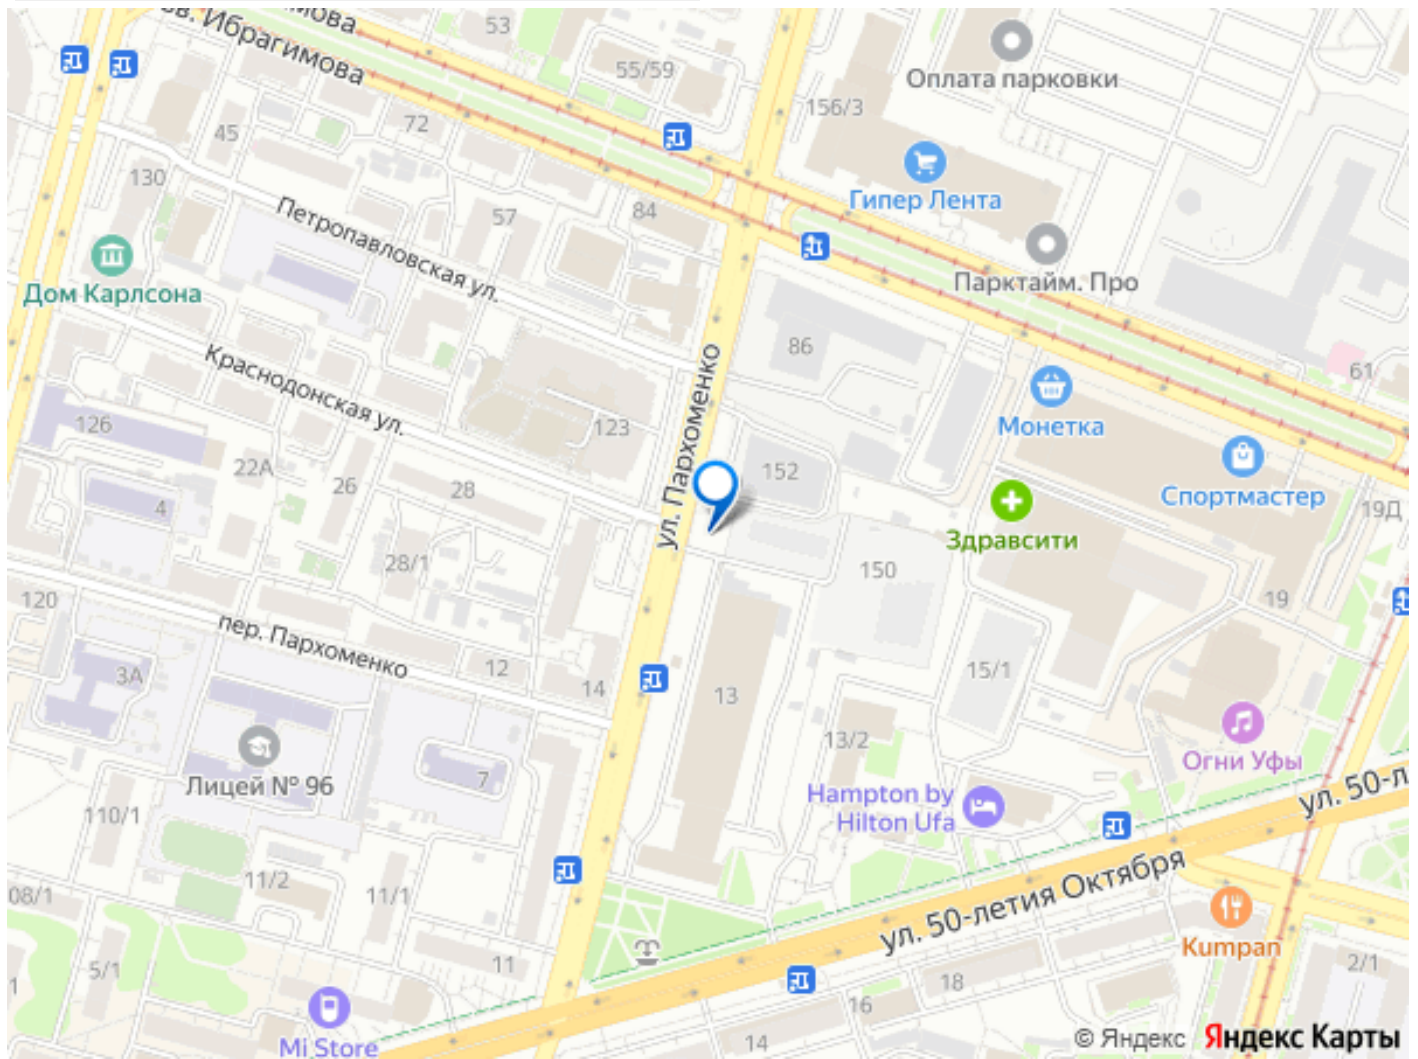 53
имова
ов. Ибрагимова
55/59
Оплата парковки
156/3
72
45
Гипер Лента
130
57
84
Петропавловская ул.
Парктайм. Про
Дом Карлсона
86
61
Краснодонская ул.
ул. Пархоменко
Монетка
126
123
22А
26
28
152
Спортмастер
4
19Д
Здравсити
28/1
150
120
19
пер. Пархоменко
3А
12
14
15/1
13
13/2
Огни Уфы
Лицей № 96
7
Hampton by
Hilton Ufa
ул. 50-л
110/1
ул. 50-летия Октября
11/2
11/1
08/1
Kumpan
5/1
11
2/1
18
16
1
14
Mi Store
© Яндекс Яндекс Карты